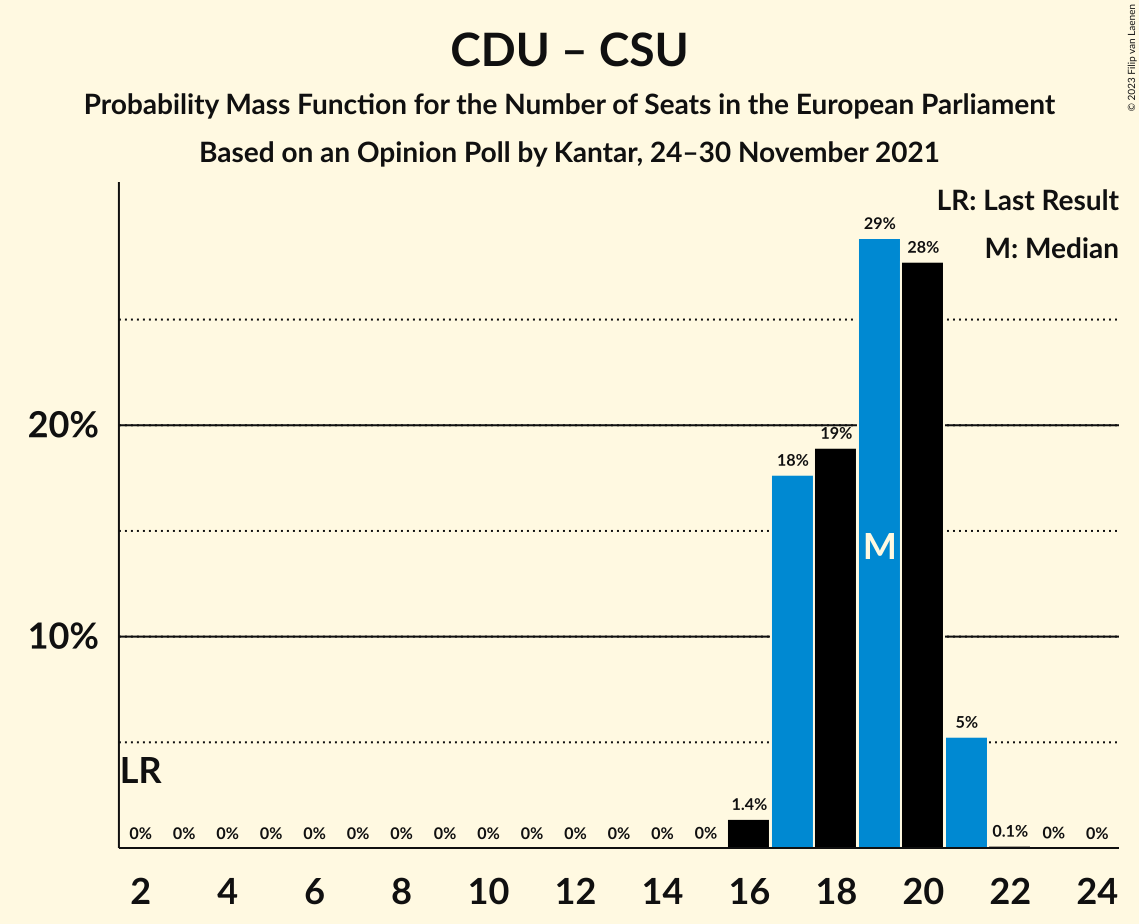 CDU – CSU
Probability Mass Function for the Number of Seats in the European Parliament
Based on an Opinion Poll by Kantar, 24–30 November 2021
© 2023 Filip van Laenen
LR: Last Result
M: Median
29%
28%
20%
19%
18%
M
10%
5%
LR
1.4%
0% 0% 0% 0% 0% 0% 0% 0% 0% 0% 0% 0% 0% 0% 0.1% 0% 0%
2 4 6 8 10 12 14 16 18 20 22 24